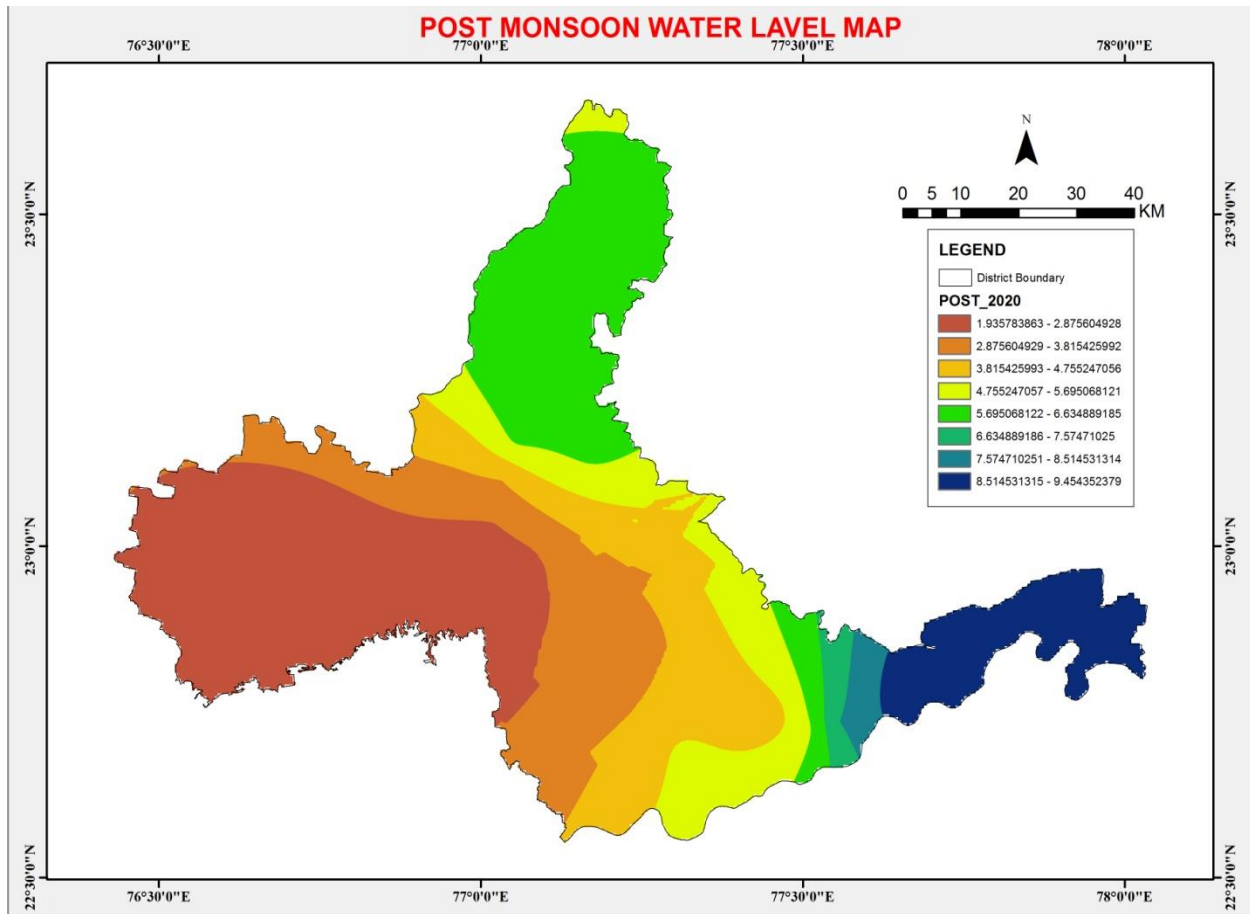 POST MONSOON WATER LAVEL MAP
76°30'0"E 77°0'0"E 77°30'0"E 78°0'0"E
N
0 5 10 20 30 40
KM
23°30'0"N 23°30'0"N
LEGEND
District Boundary
POST_2020
1.935783863 - 2.875604928
2.875604929 - 3.815425992
3.815425993 - 4.755247056
4.755247057 - 5.695068121
5.695068122 - 6.634889185
6.634889186 - 7.57471025
7.574710251 - 8.514531314
8.514531315 - 9.454352379
23°0'0"N 23°0'0"N
22°30'0"N 22°30'0"N
76°30'0"E 77°0'0"E 77°30'0"E 78°0'0"E